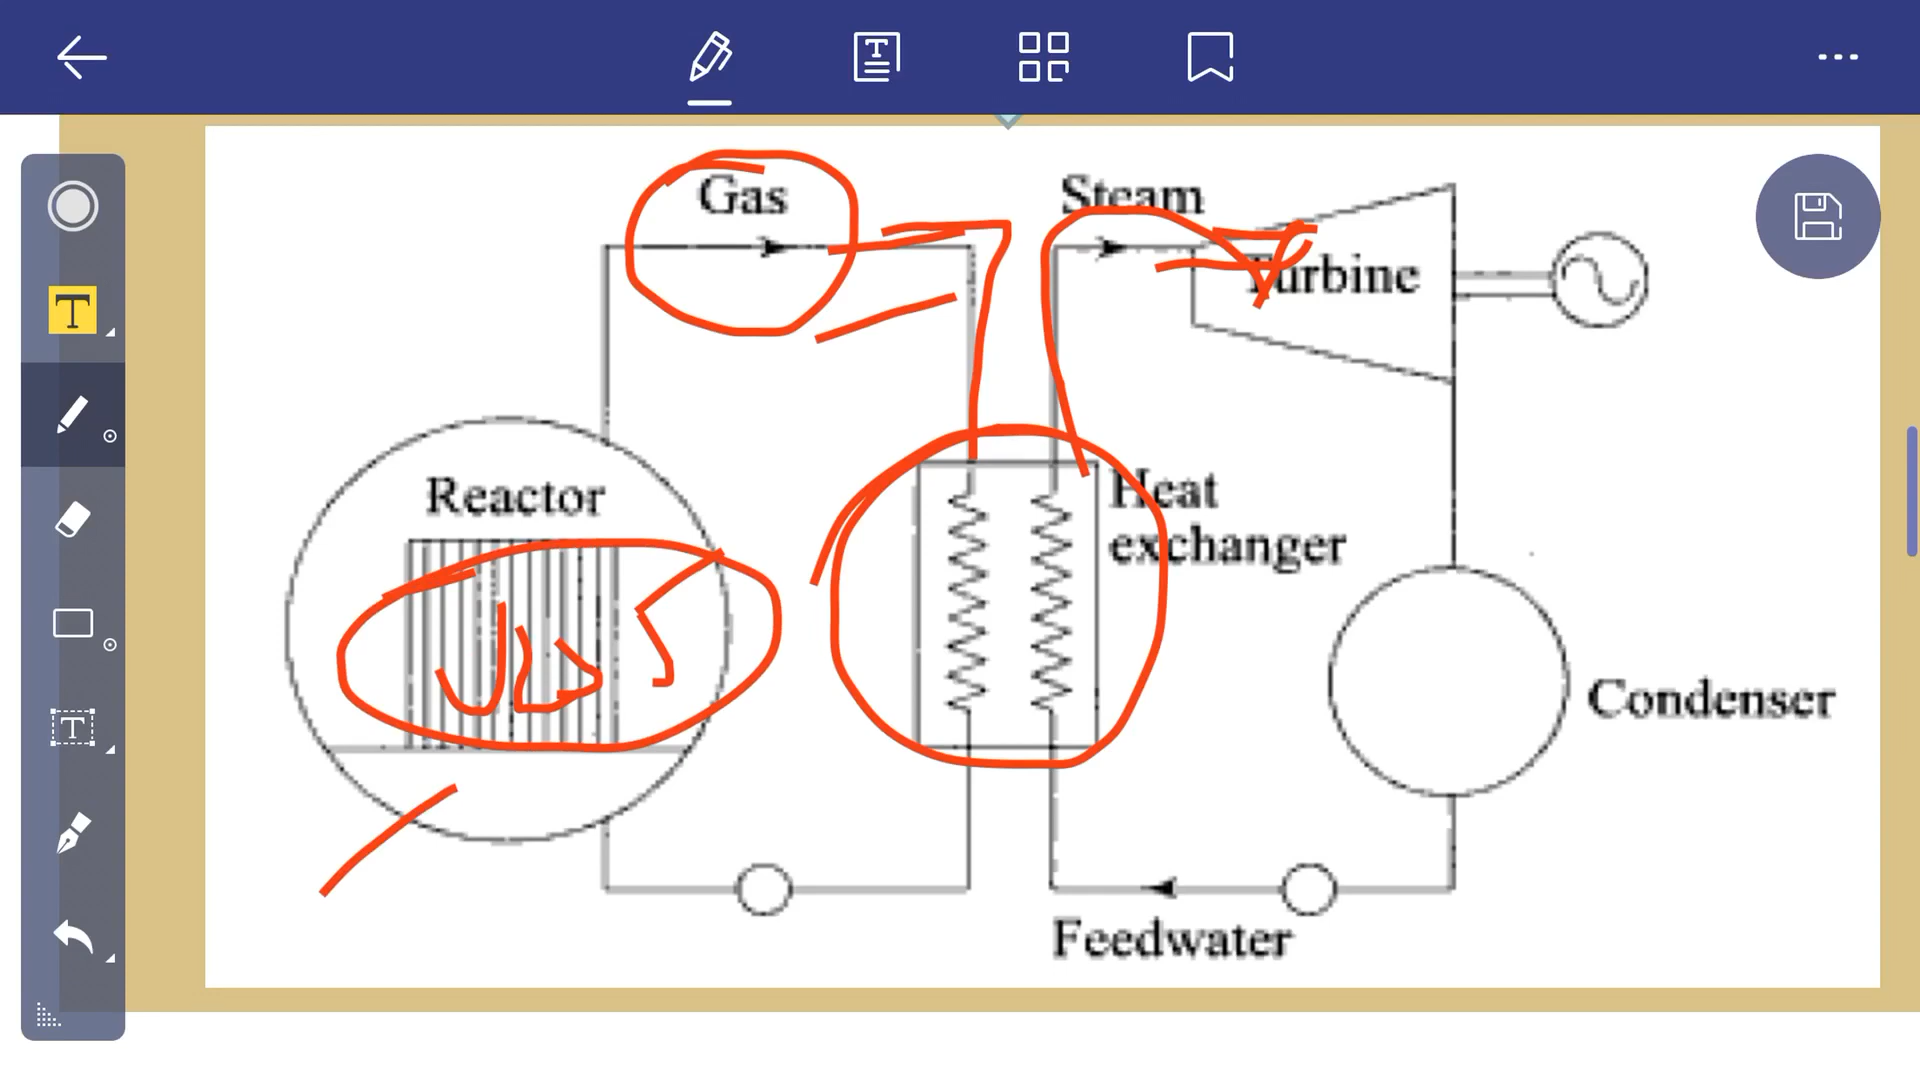 Gas
Steam
Turbine
Reactor
Heat
exchanger
Condenser
Feedwater